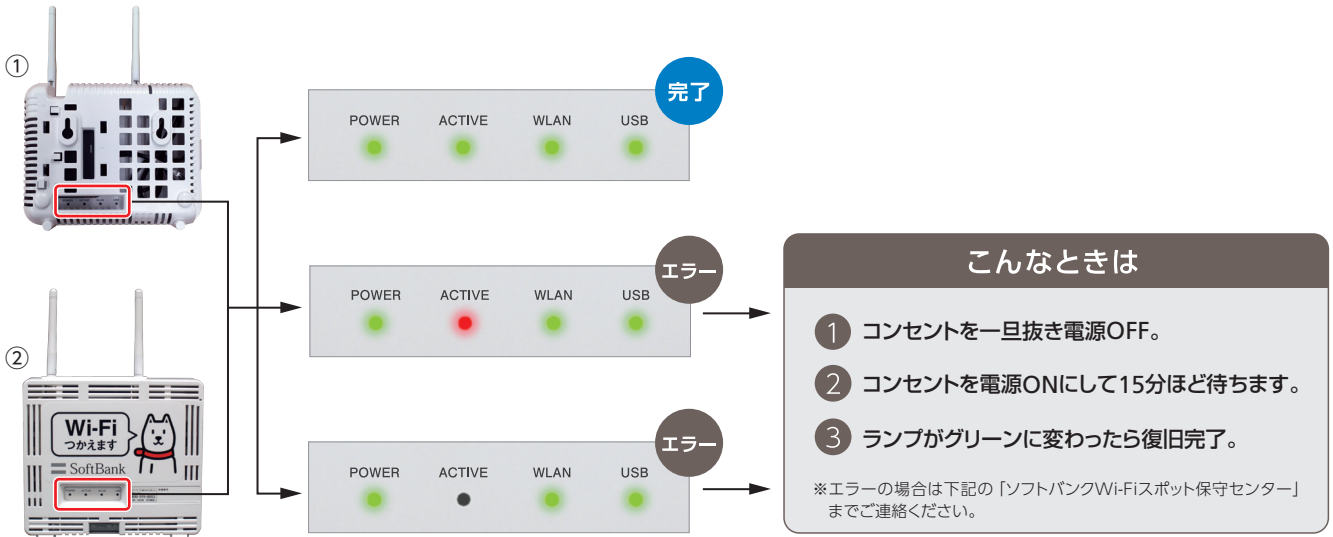 ①
完了
POWER ACTIVE WLAN USB
エラー
POWER ACTIVE WLAN USB
こんなときは
1 コンセントを一旦抜き電源OFF。
2 コンセントを電源ONにして15分ほど待ちます。
3 ランプがグリーンに変わったら復旧完了。
※エラーの場合は下記の「ソフトバンクWi-Fiスポット保守センター」
までご連絡ください。
②
Wi-Fi
つかえます
SoftBank
エラー
POWER ACTIVE WLAN USB